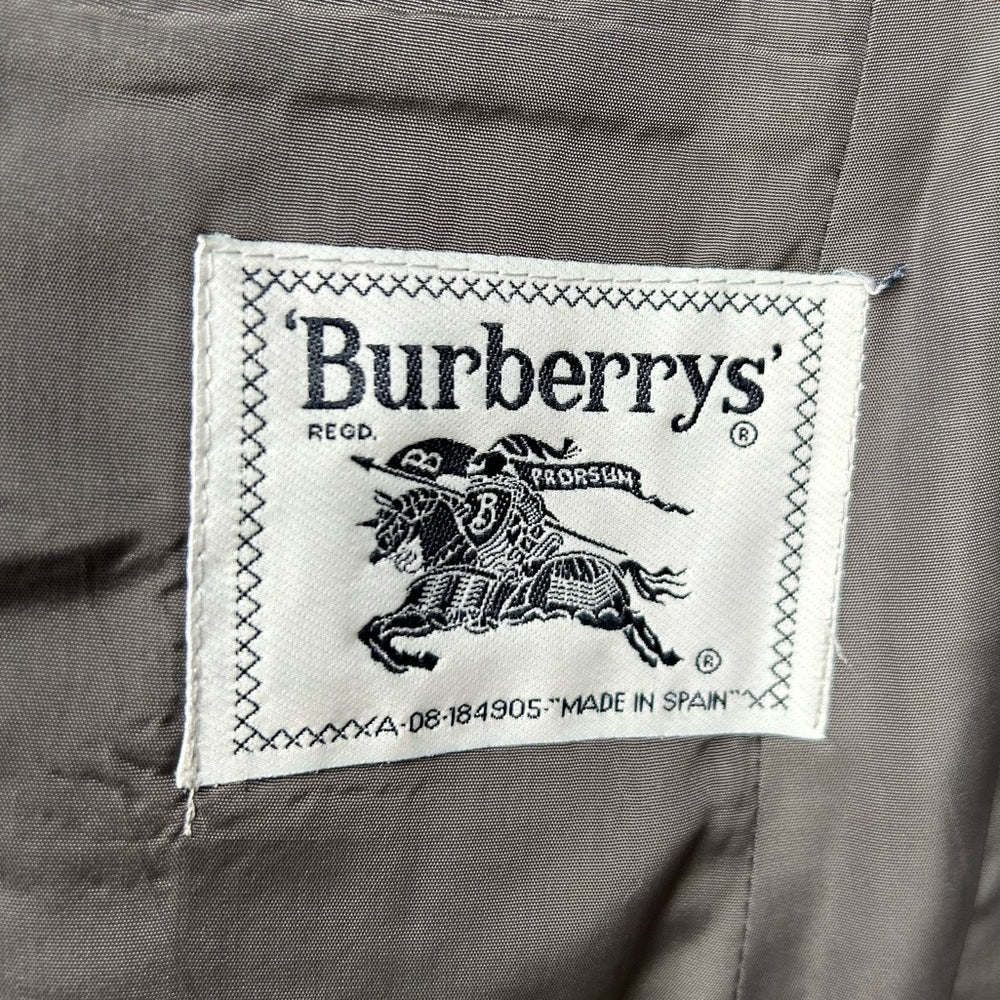 'Burberrys'
REGD. ®
B PRORSUM
B
®
A-08-184905-"MADE IN SPAIN"